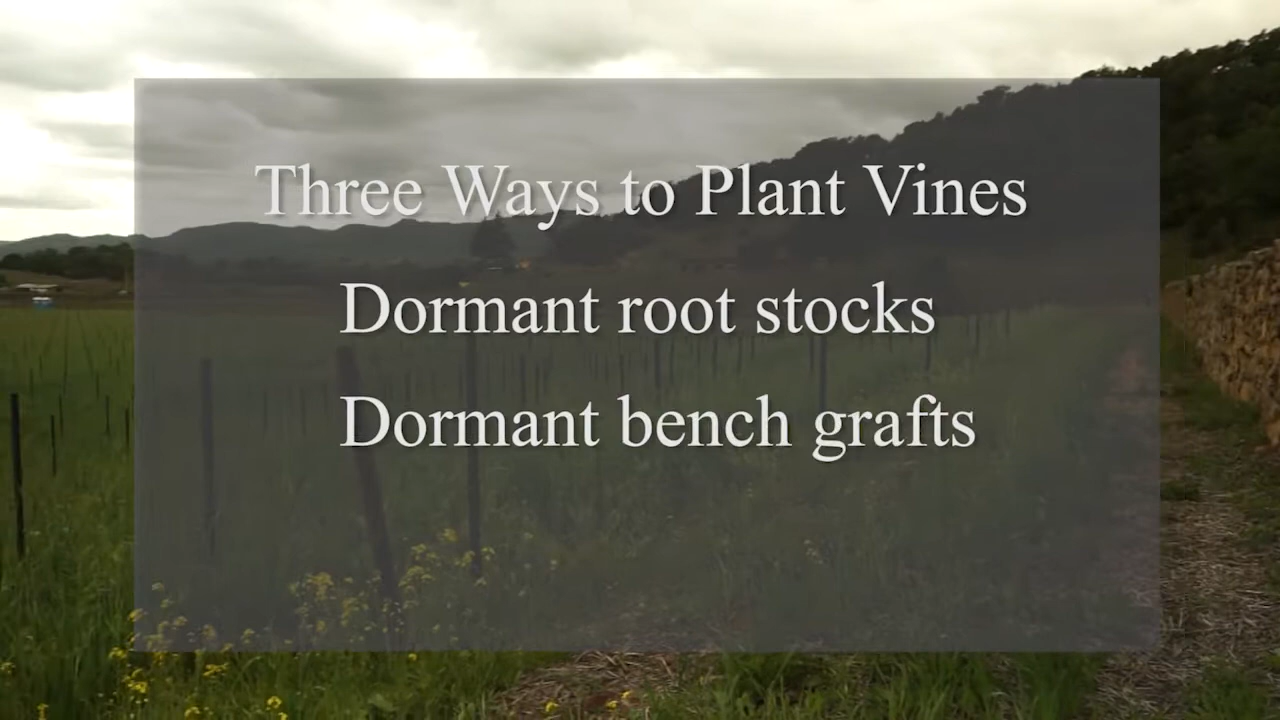 Three Ways to Plant Vines
Dormant root stocks
Dormant bench grafts